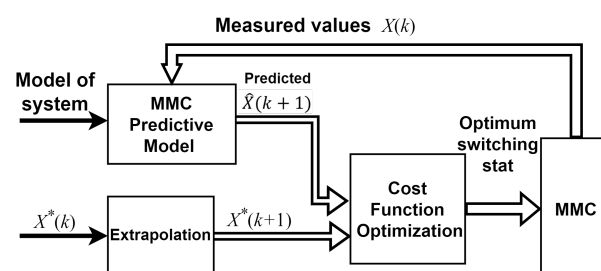 Measured values X(k)
Model of
system
MMC
Predictive
Model
Predicted
X̂(k + 1)
Optimum
switching
stat
Cost
Function
Optimization
MMC
X*(k)
Extrapolation
X*(k+1)